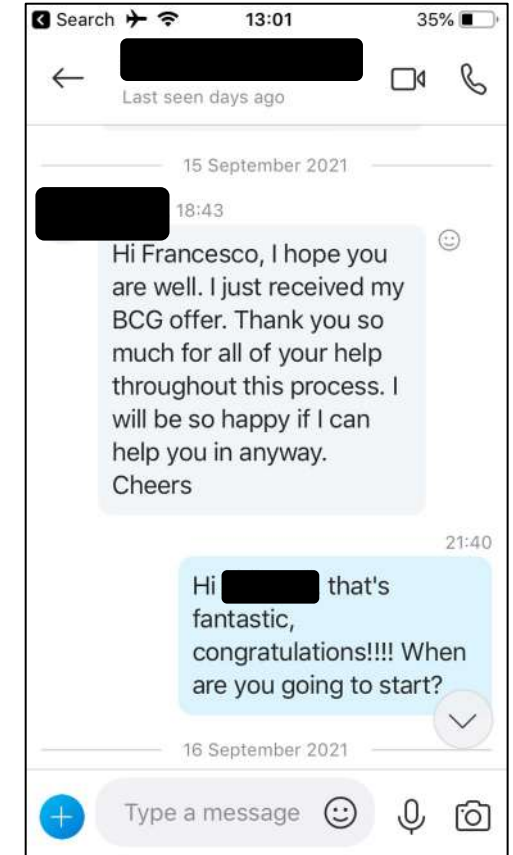 Search 13:01 35%
Last seen days ago
15 September 2021
18:43
Hi Francesco, I hope you
are well. I just received my
BCG offer. Thank you so
much for all of your help
throughout this process. I
will be so happy if I can
help you in anyway.
Cheers
21:40
Hi that's
fantastic,
congratulations!!!! When
are you going to start?
16 September 2021
Type a message